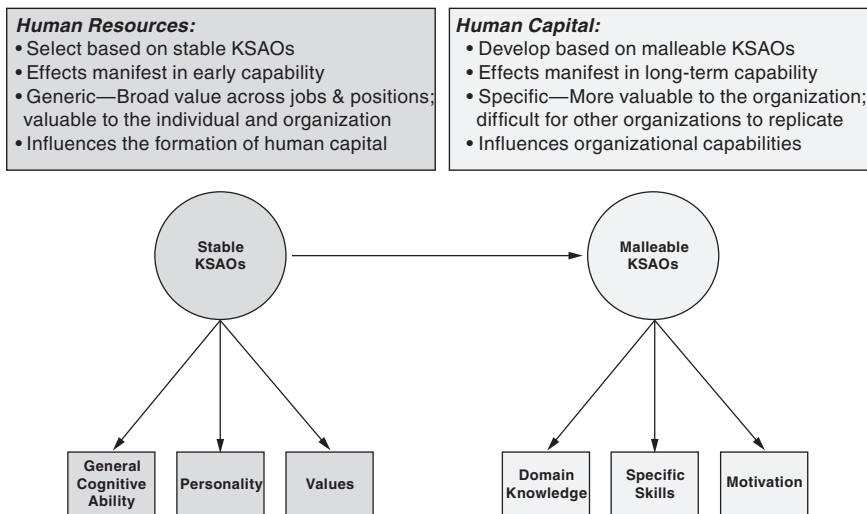 Human Resources:
• Select based on stable KSAOs
• Effects manifest in early capability
• Generic—Broad value across jobs & positions;
valuable to the individual and organization
• Influences the formation of human capital
Human Capital:
• Develop based on malleable KSAOs
• Effects manifest in long-term capability
• Specific—More valuable to the organization;
difficult for other organizations to replicate
• Influences organizational capabilities
Stable
KSAOs
Malleable
KSAOs
General
Cognitive
Ability
Personality
Values
Domain
Knowledge
Specific
Skills
Motivation